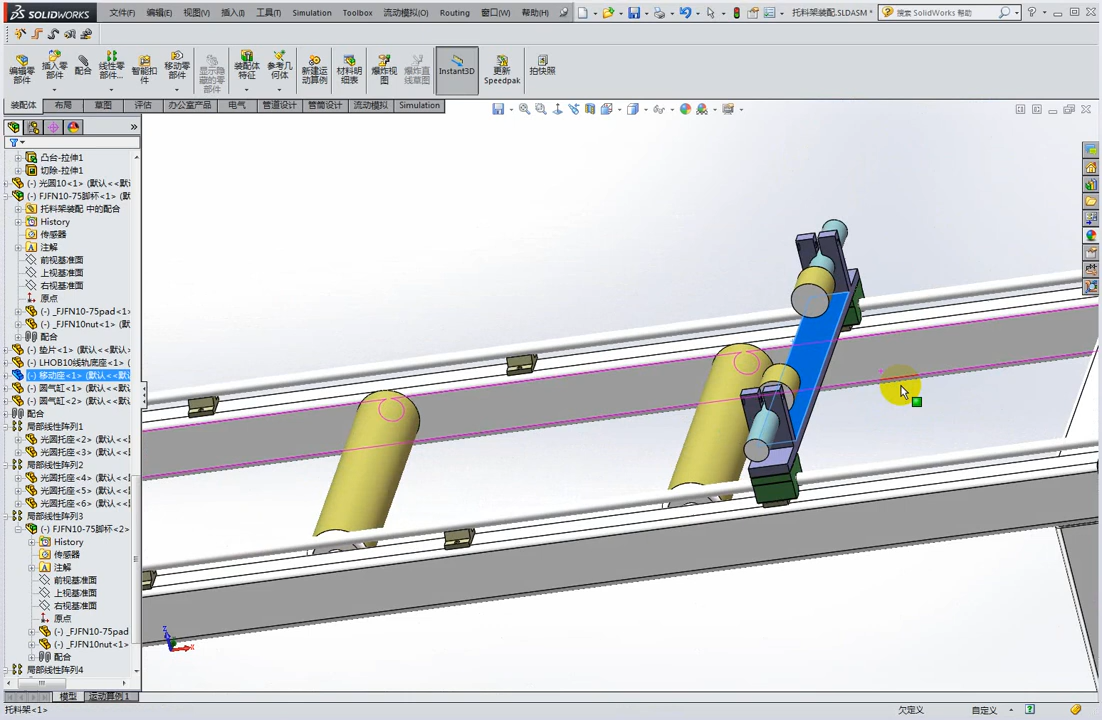 SOLIDWORKS 文件(F) 编辑(E) 视图(V) 插入(I) 工具(T) Simulation Toolbox 流动模拟(O) Routing 窗口(W) 帮助(H) 托料架装配.SLDASM * 搜索 SolidWorks 帮助
编辑零部件 插入零部件 配合 线性零部件... 智能扣件 移动零部件 显示隐藏的零部件 装配体特征 参考几何体 新建运动算例 材料明细表 爆炸视图 爆炸直线草图 Instant3D 更新Speedpak 拍快照
装配体 布局 草图 评估 办公室产品 电气 管道设计 管筒设计 流动模拟 Simulation
凸台-拉伸1
切除-拉伸1
(-) 光圆10<1> (默认<<默
(-) FJFN10-75脚杯<1> (默
托料架装配 中的配合
History
传感器
注解
前视基准面
上视基准面
右视基准面
原点
(-) _FJFN10-75pad<1>
(-) _FJFN10nut<1> (默
配合
(-) 垫片<1> (默认<<默认
(-) LHOB10线轨底座<1> (
(-) 移动座<1> (默认<<默
(-) 圆气缸<1> (默认<<默
(-) 圆气缸<2> (默认<<默
配合
局部线性阵列1
光圆托座<2> (默认<<
光圆托座<3> (默认<<
局部线性阵列2
光圆托座<4> (默认<<
光圆托座<5> (默认<<
光圆托座<6> (默认<<
局部线性阵列3
(-) FJFN10-75脚杯<2>
History
传感器
注解
前视基准面
上视基准面
右视基准面
原点
(-) _FJFN10-75pad
(-) _FJFN10nut<1>
配合
局部线性阵列4
模型 运动算例1
托料架<1> 欠定义 自定义